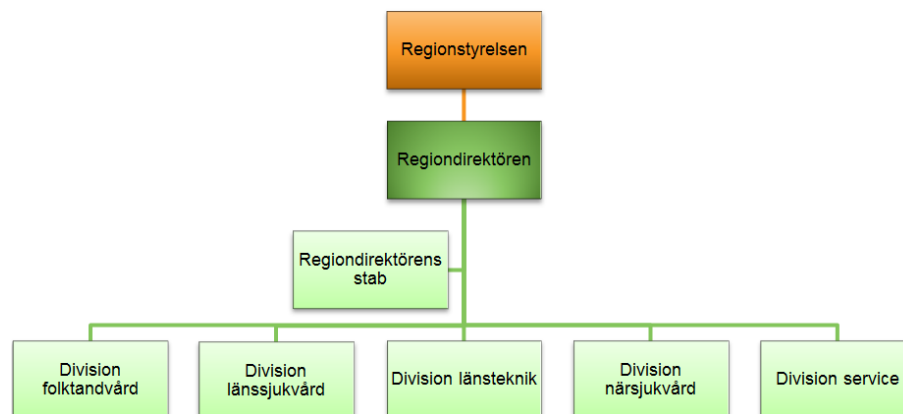 Regionstyrelsen
Regiondirektören
Regiondirektörens
stab
Division
folktandvård
Division
länssjukvård
Division länsteknik
Division
närsjukvård
Division service